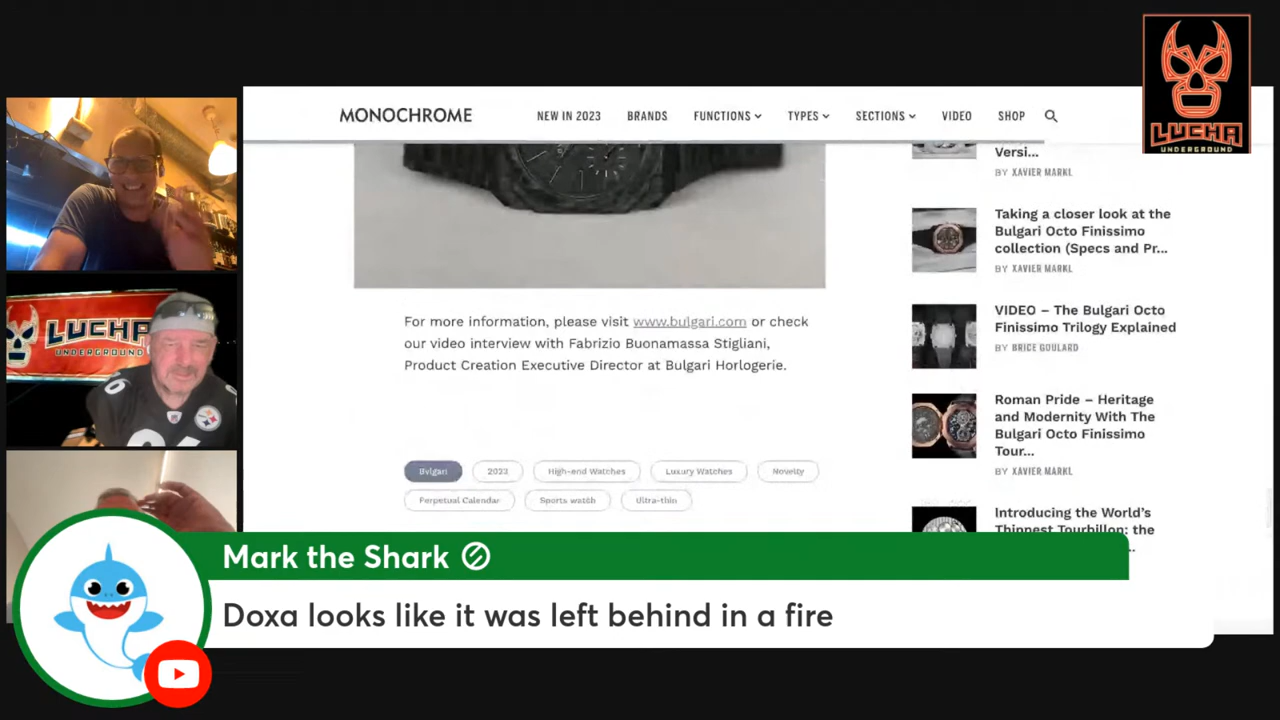 MONOCHROME
NEW IN 2023
BRANDS
FUNCTIONS
TYPES
SECTIONS
VIDEO
SHOP
LUCHA
UNDERGROUND
Versi...
BY XAVIER MARKL
Taking a closer look at the
Bulgari Octo Finissimo
collection (Specs and Pr...
BY XAVIER MARKL
VIDEO – The Bulgari Octo
Finissimo Trilogy Explained
BY BRICE GOULARD
Roman Pride – Heritage
and Modernity With The
Bulgari Octo Finissimo
Tour...
BY XAVIER MARKL
Introducing the World's
Thinnest Tourbillon: the
For more information, please visit www.bulgari.com or check
our video interview with Fabrizio Buonamassa Stigliani,
Product Creation Executive Director at Bulgari Horlogerie.
Bvlgari
2023
High-end Watches
Luxury Watches
Novelty
Perpetual Calendar
Sports watch
Ultra-thin
LUCHA
UNDERGROUND
Steelers
Mark the Shark
Doxa looks like it was left behind in a fire